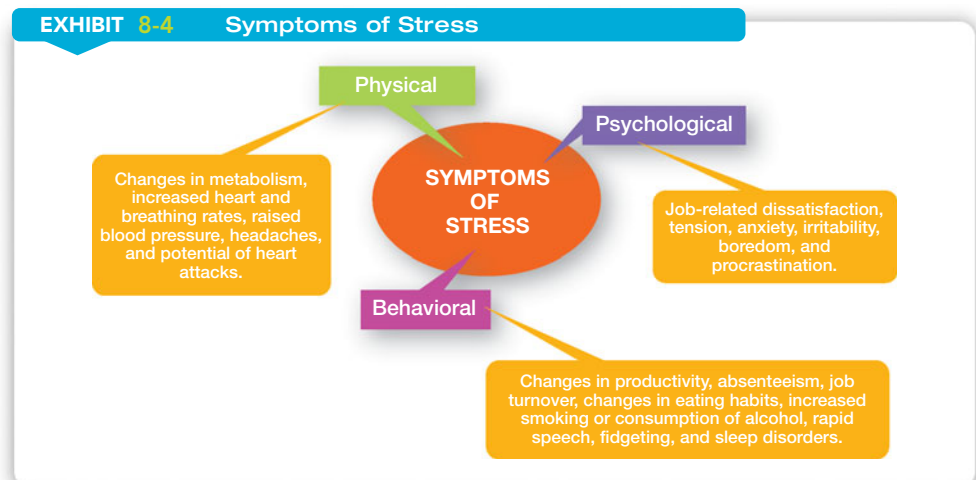 EXHIBIT 8-4 Symptoms of Stress
Physical
Psychological
SYMPTOMS
OF
STRESS
Changes in metabolism,
increased heart and
breathing rates, raised
blood pressure, headaches,
and potential of heart
attacks.
Job-related dissatisfaction,
tension, anxiety, irritability,
boredom, and
procrastination.
Behavioral
Changes in productivity, absenteeism, job
turnover, changes in eating habits, increased
smoking or consumption of alcohol, rapid
speech, fidgeting, and sleep disorders.